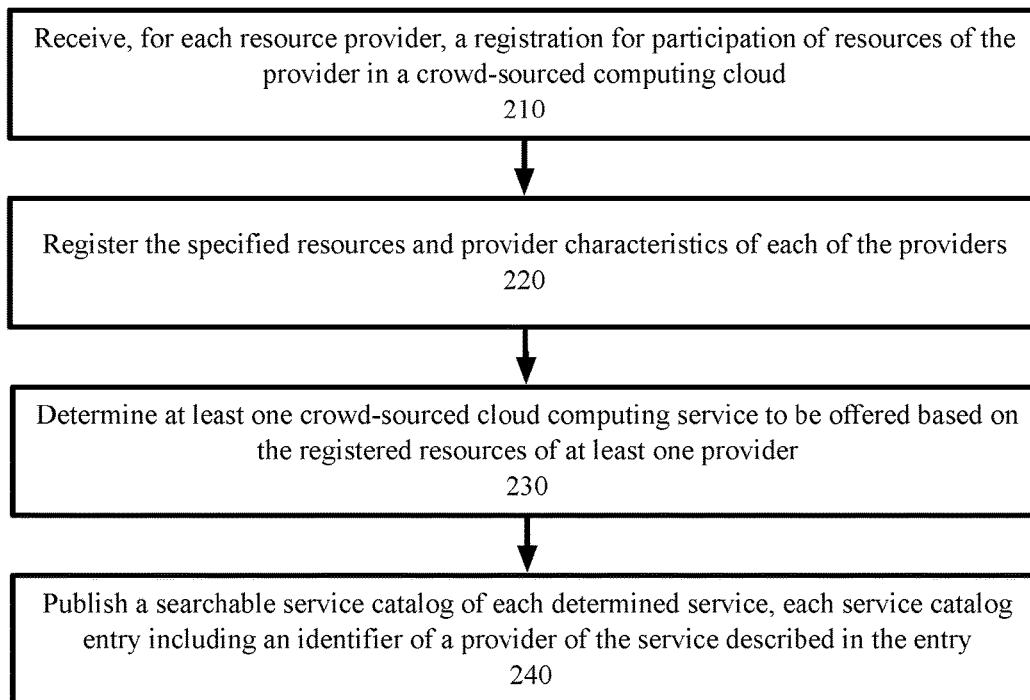 Receive, for each resource provider, a registration for participation of resources of the
provider in a crowd-sourced computing cloud
210
Register the specified resources and provider characteristics of each of the providers
220
Determine at least one crowd-sourced cloud computing service to be offered based on
the registered resources of at least one provider
230
Publish a searchable service catalog of each determined service, each service catalog
entry including an identifier of a provider of the service described in the entry
240